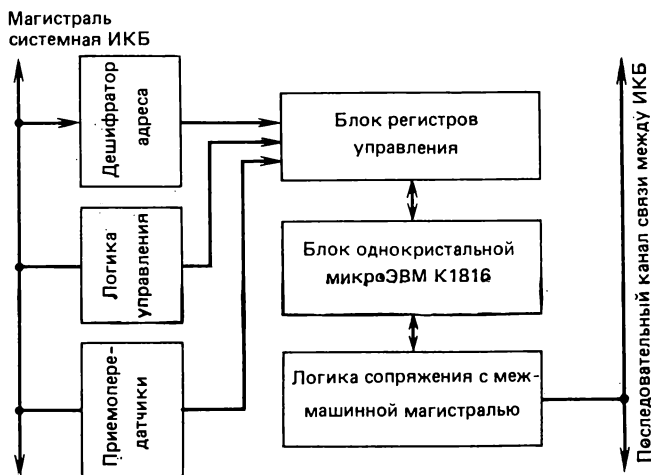 Магистраль
системная ИКБ
Дешифратор
адреса
Логика
управления
Приемопере-
датчики
Блок регистров
управления
Блок однокристальной
микроЭВМ К1816
Логика сопряжения с меж-
машинной магистралью
Последовательный канал связи между ИКБ